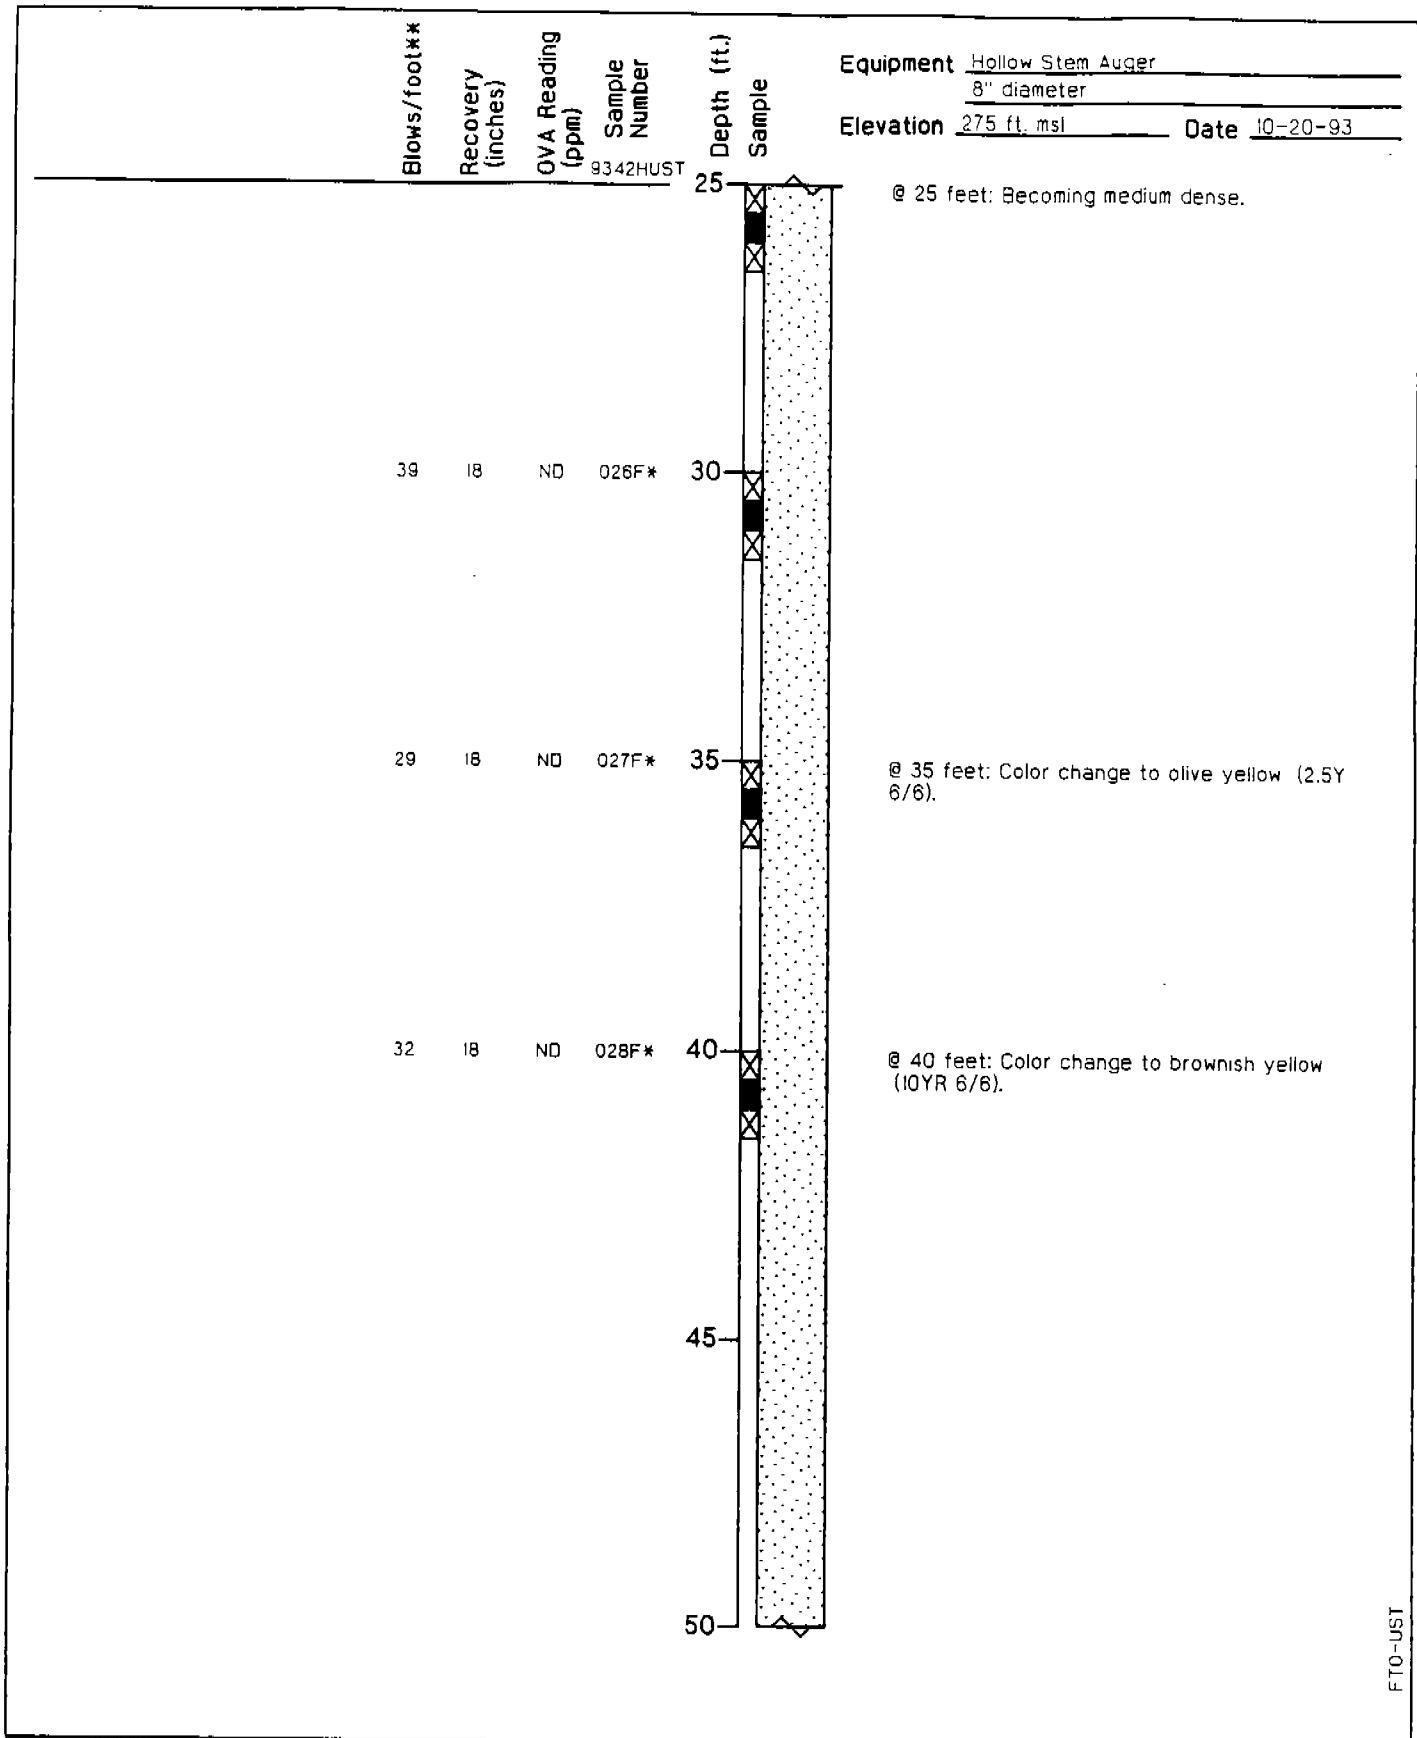 Blows/foot**
Recovery
(inches)
OVA Reading
(ppm)
Sample
Number
9342HUST
Depth (ft.)
Sample
Equipment Hollow Stem Auger
8" diameter
Elevation 275 ft. msl Date 10-20-93
25
@ 25 feet: Becoming medium dense.
39 18 ND 026F* 30
29 18 ND 027F* 35
@ 35 feet: Color change to olive yellow (2.5Y
6/6).
32 18 ND 028F* 40
@ 40 feet: Color change to brownish yellow
(10YR 6/6).
45
50
FTO-UST